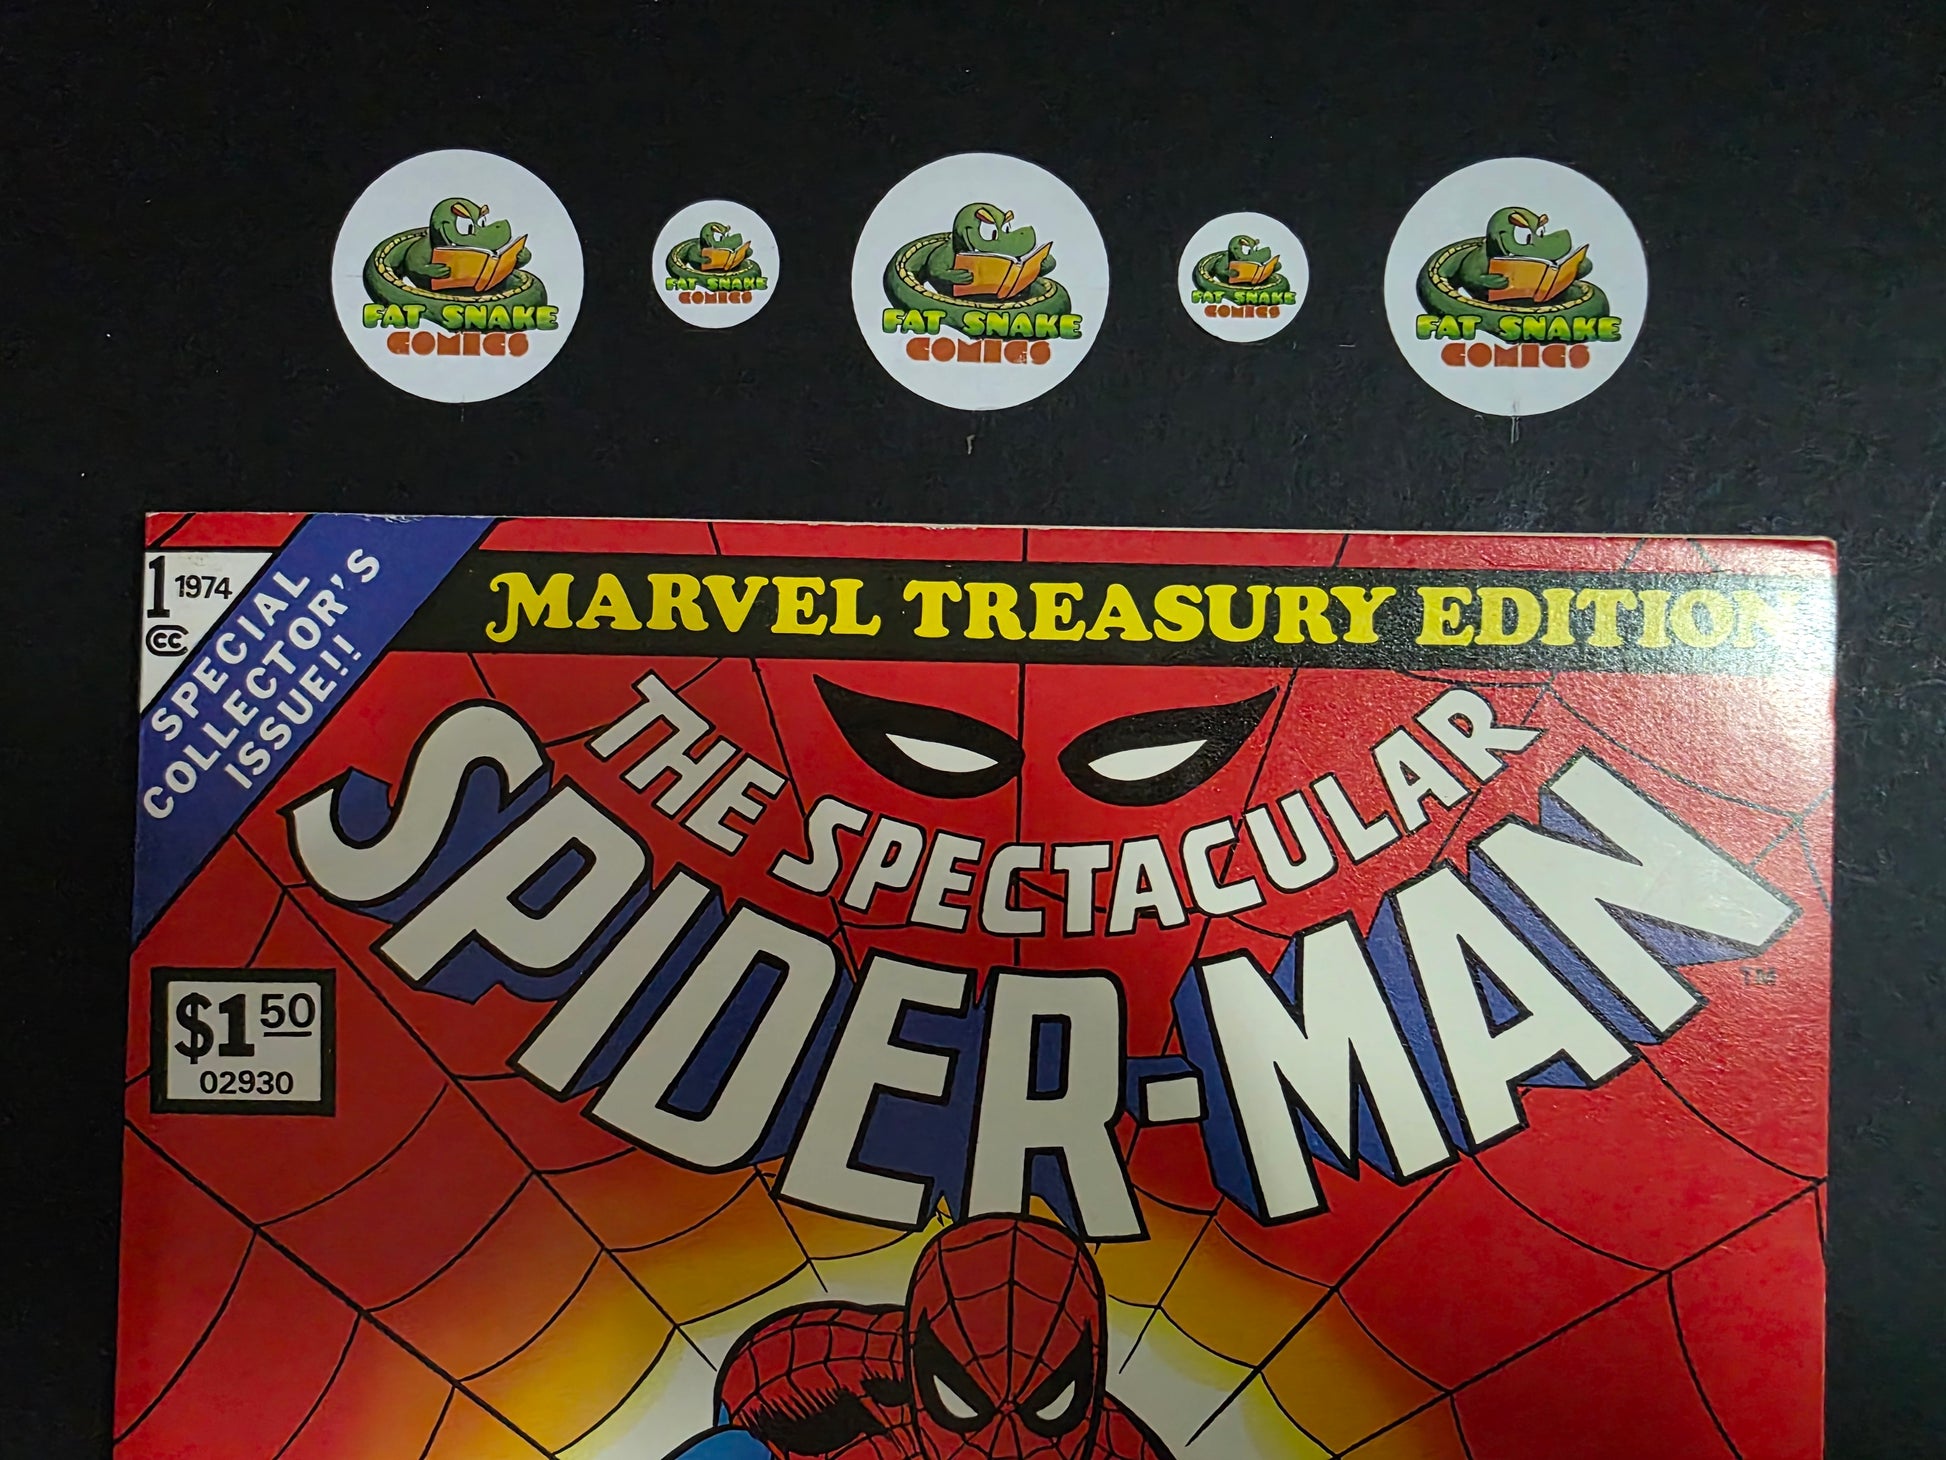 FAT SNAKE
COMICS
FAT SNAKE
COMICS
FAT SNAKE
COMICS
FAT SNAKE
COMICS
FAT SNAKE
COMICS
1 1974
CC
SPECIAL
COLLECTOR'S
ISSUE!!
MARVEL TREASURY EDITION
THE SPECTACULAR
SPIDER-MAN
TM
$1.50
02930